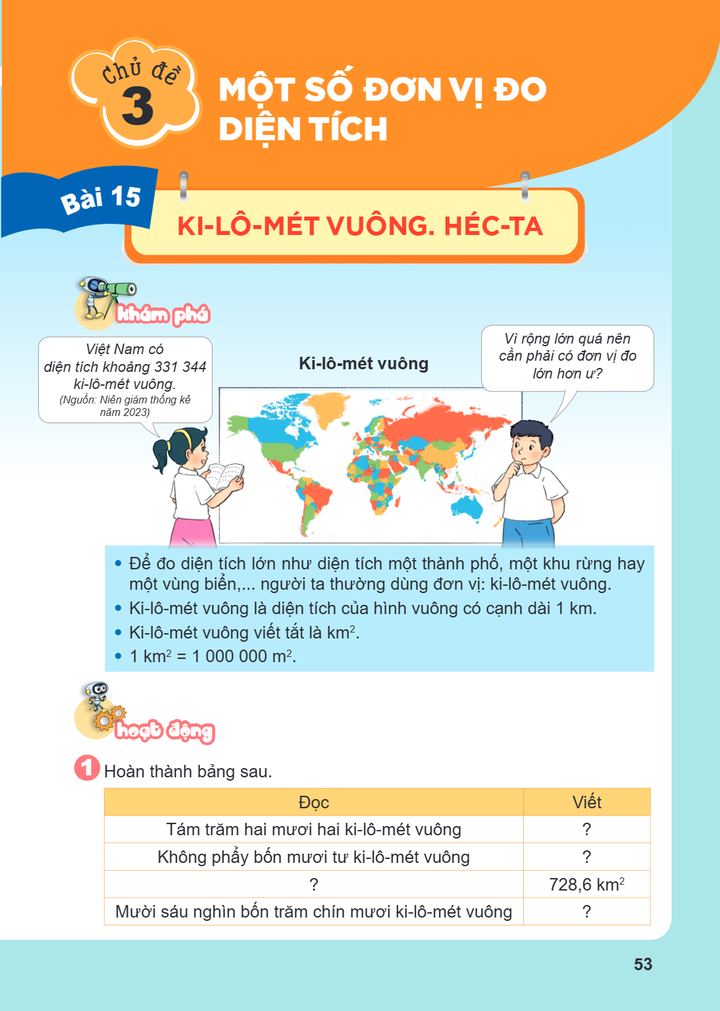 Chủ đề
3
MỘT SỐ ĐƠN VỊ ĐO
DIỆN TÍCH
Bài 15
KI-LÔ-MÉT VUÔNG. HÉC-TA
khám phá
Việt Nam có
diện tích khoảng 331 344
ki-lô-mét vuông.
(Nguồn: Niên giám thống kê
năm 2023)
Ki-lô-mét vuông
Vì rộng lớn quá nên
cần phải có đơn vị đo
lớn hơn ư?
• Để đo diện tích lớn như diện tích một thành phố, một khu rừng hay
một vùng biển,... người ta thường dùng đơn vị: ki-lô-mét vuông.
• Ki-lô-mét vuông là diện tích của hình vuông có cạnh dài 1 km.
• Ki-lô-mét vuông viết tắt là km².
• 1 km² = 1 000 000 m².
hoạt động
1 Hoàn thành bảng sau.
Đọc Viết
Tám trăm hai mươi hai ki-lô-mét vuông ?
Không phẩy bốn mươi tư ki-lô-mét vuông ?
? 728,6 km²
Mười sáu nghìn bốn trăm chín mươi ki-lô-mét vuông ?
53